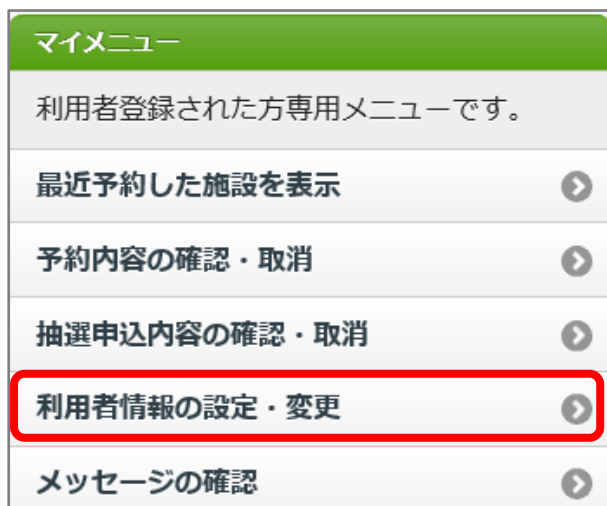 マイメニュー
利用者登録された方専用メニューです。
最近予約した施設を表示
予約内容の確認・取消
抽選申込内容の確認・取消
利用者情報の設定・変更
メッセージの確認